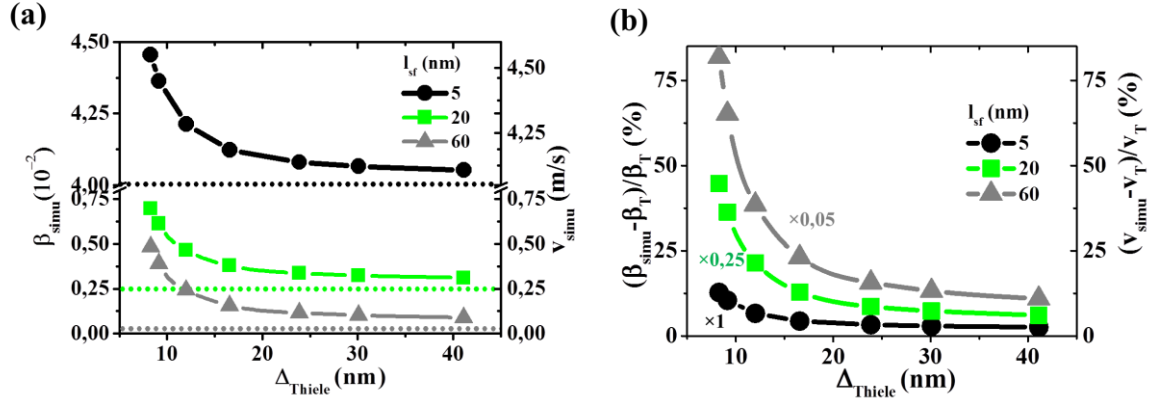 (a)
4,50
4,25
4,00
0,75
0,50
0,25
0,00
β_simu (10⁻²)
4,50
4,25
0,75
0,50
0,25
0,00
v_simu (m/s)
l_sf (nm)
5
20
60
10 20 30 40
Δ_Thiele (nm)
(b)
75
50
25
0
(β_simu-β_T)/β_T (%)
75
50
25
0
(v_simu-v_T)/v_T (%)
l_sf (nm)
5
20
60
×0,05
×0,25
×1
10 20 30 40
Δ_Thiele (nm)